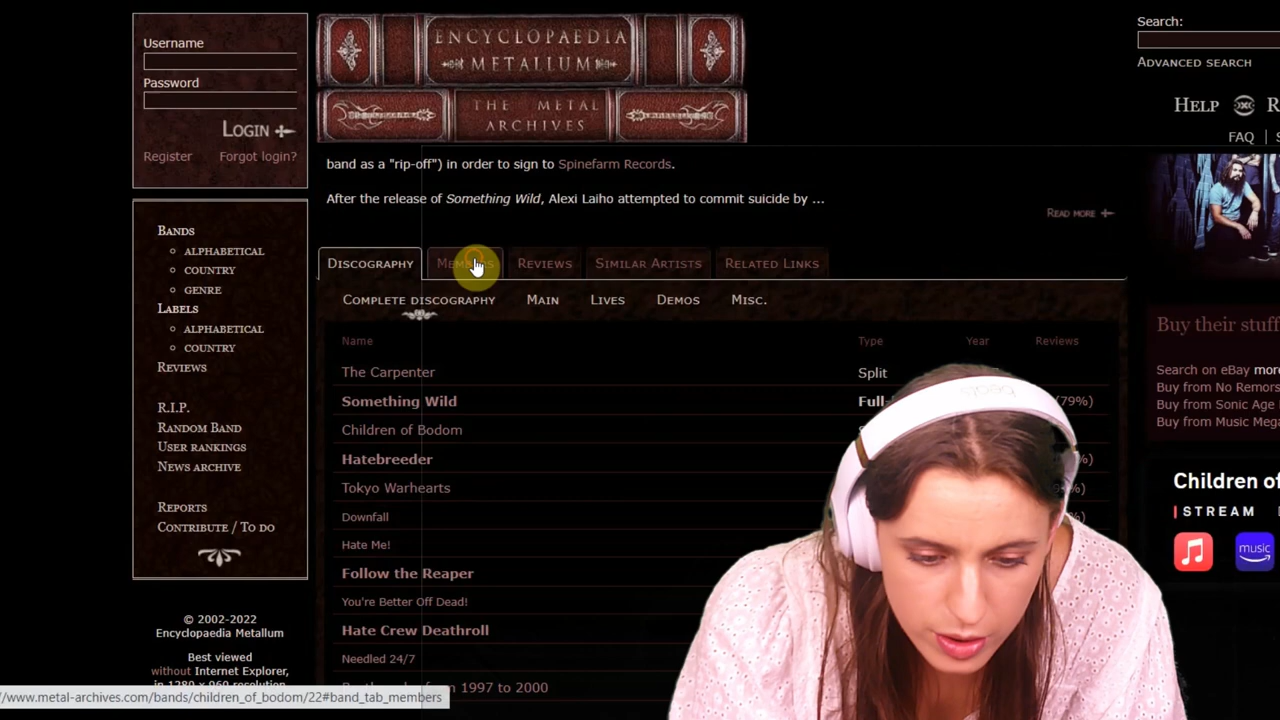 Username
Password
Login
Register Forgot login?
ENCYCLOPAEDIA
METALLUM
THE METAL
ARCHIVES
Search:
Advanced search
Help
FAQ |
band as a "rip-off") in order to sign to Spinefarm Records.
After the release of Something Wild, Alexi Laiho attempted to commit suicide by ...
Read more
Bands
alphabetical
country
genre
Labels
alphabetical
country
Reviews
R.I.P.
Random Band
User rankings
News archive
Reports
Contribute / To do
© 2002-2022
Encyclopaedia Metallum
Best viewed
without Internet Explorer,
in 1280 x 960 resolution
Discography Members Reviews Similar Artists Related Links
Complete discography Main Lives Demos Misc.
Name Type Year Reviews
The Carpenter Split
Something Wild Full- (79%)
Children of Bodom
Hatebreeder %)
Tokyo Warhearts %)
Downfall %)
Hate Me!
Follow the Reaper
You're Better Off Dead!
Hate Crew Deathroll
Needled 24/7
1997 to 2000
Buy their stuff
Search on eBay
Buy from No Remors
Buy from Sonic Age
Buy from Music Mega
Children of
STREAM
music
beats
//www.metal-archives.com/bands/children_of_bodom/22#band_tab_members